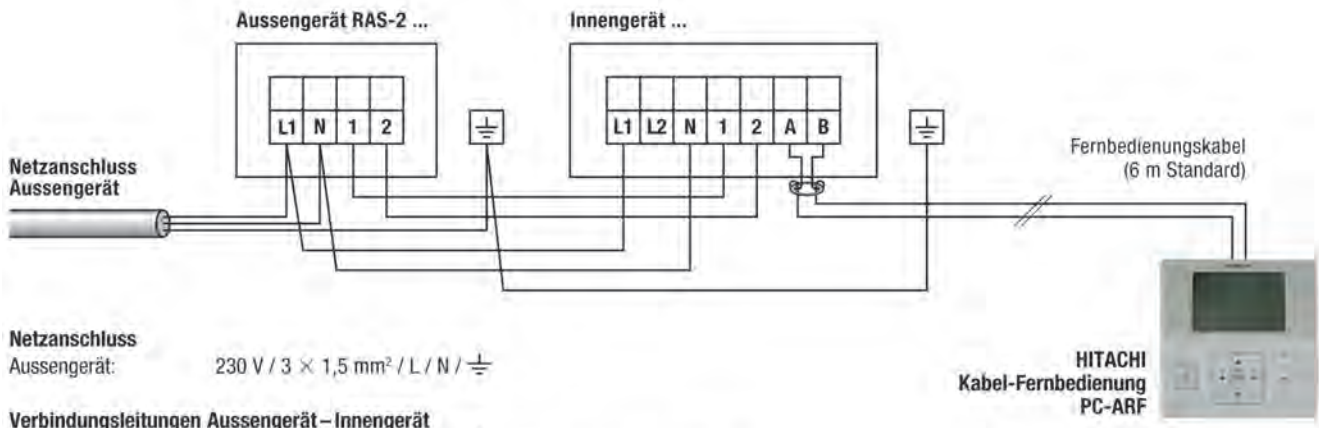 Aussengerät RAS-2 ...
Innengerät ...
L1 N 1 2
L1 L2 N 1 2 A B
Netzanschluss
Aussengerät
Fernbedienungskabel
(6 m Standard)
Netzanschluss
Aussengerät: 230 V / 3 × 1,5 mm² / L / N / ⏚
HITACHI
Kabel-Fernbedienung
PC-ARF
Verbindungsleitungen Aussengerät – Innengerät